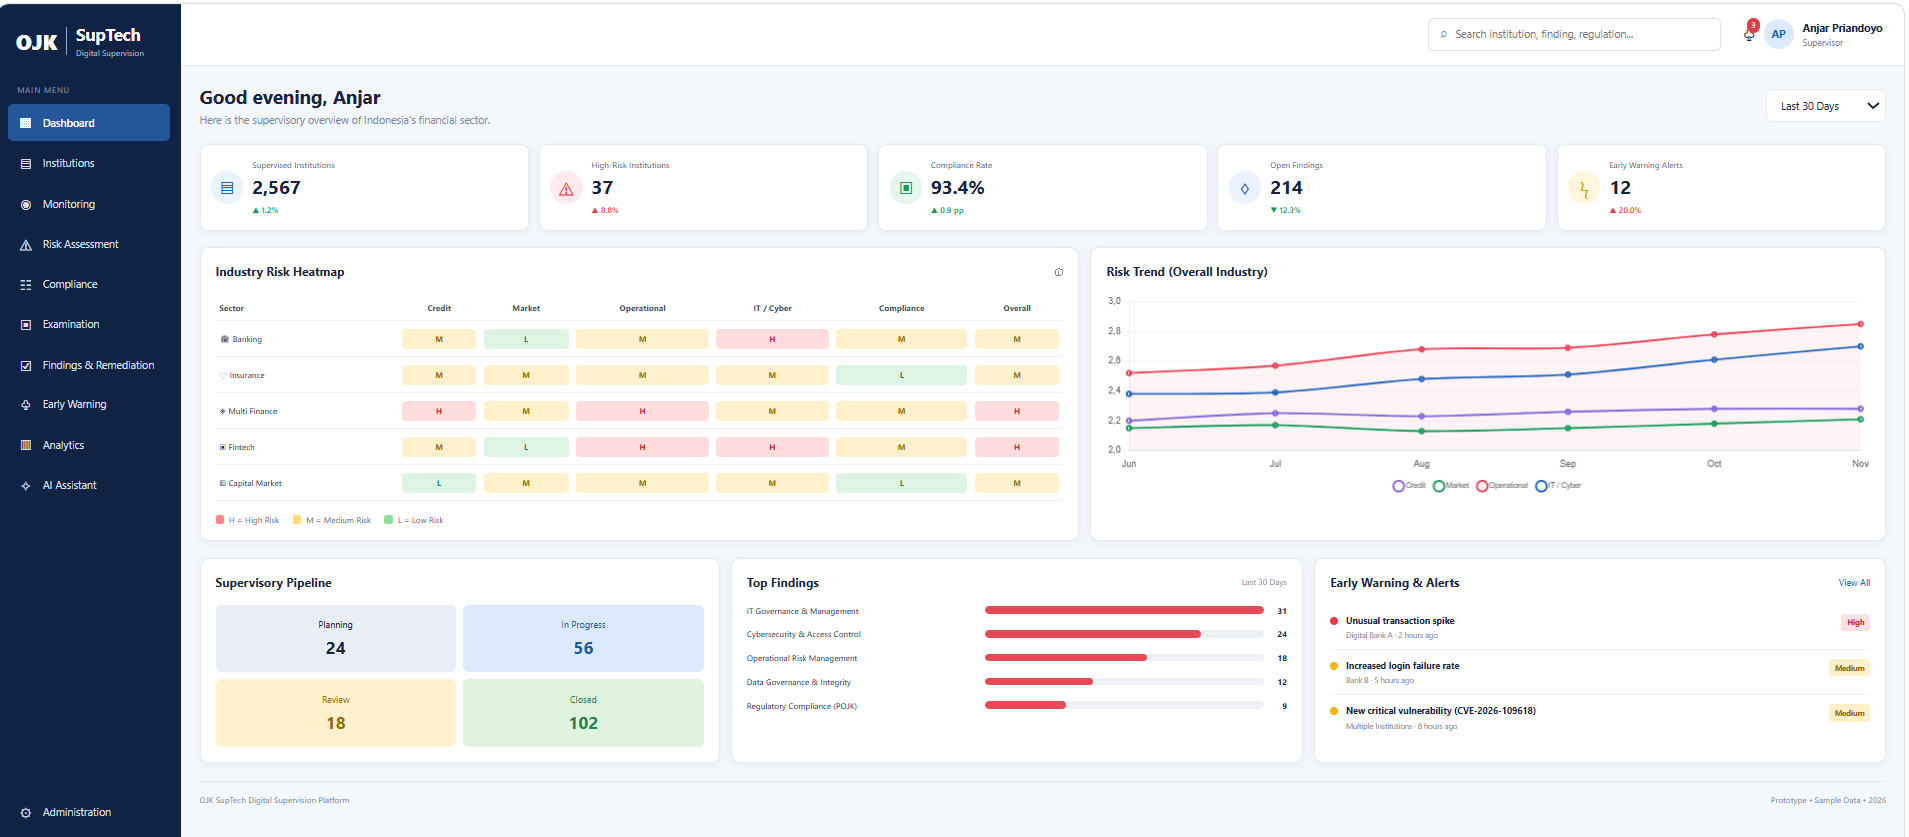 OJK
SupTech
Digital Supervision
MAIN MENU
Dashboard
Institutions
Monitoring
Risk Assessment
Compliance
Examination
Findings & Remediation
Early Warning
Analytics
AI Assistant
Administration
Search institution, finding, regulation...
3
AP
Anjar Priandoyo
Supervisor
Good evening, Anjar
Here is the supervisory overview of Indonesia's financial sector.
Last 30 Days
Supervised Institutions
2,567
▲ 1.2%
High-Risk Institutions
37
▲ 8.8%
Compliance Rate
93.4%
▲ 0.9 pp
Open Findings
214
▼ 12.3%
Early Warning Alerts
12
▲ 20.0%
Industry Risk Heatmap
Sector Credit Market Operational IT / Cyber Compliance Overall
Banking M L M H M M
Insurance M M M M L M
Multi Finance H M H M M H
Fintech M L H H M H
Capital Market L M M M L M
H = High Risk M = Medium Risk L = Low Risk
Risk Trend (Overall Industry)
3,0
2,8
2,6
2,4
2,2
2,0
Jun Jul Aug Sep Oct Nov
Credit Market Operational IT / Cyber
Supervisory Pipeline
Planning
24
In Progress
56
Review
18
Closed
102
Top Findings
Last 30 Days
IT Governance & Management 31
Cybersecurity & Access Control 24
Operational Risk Management 18
Data Governance & Integrity 12
Regulatory Compliance (POJK) 9
Early Warning & Alerts
View All
Unusual transaction spike
Digital Bank A · 2 hours ago
High
Increased login failure rate
Bank B · 5 hours ago
Medium
New critical vulnerability (CVE-2026-109618)
Multiple Institutions · 8 hours ago
Medium
OJK SupTech Digital Supervision Platform
Prototype • Sample Data • 2026